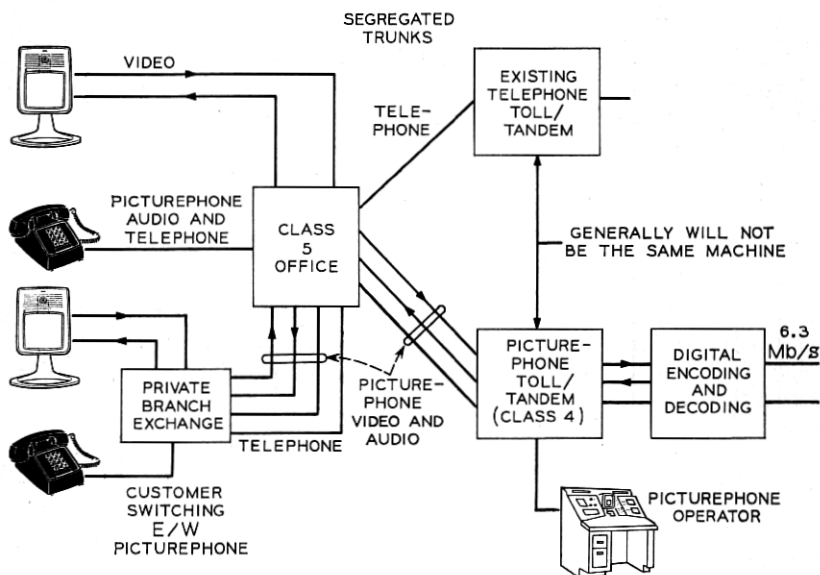 SEGREGATED
TRUNKS
VIDEO
EXISTING
TELEPHONE
TOLL/
TANDEM
TELE-
PHONE
PICTUREPHONE
AUDIO AND
TELEPHONE
CLASS
5
OFFICE
GENERALLY WILL NOT
BE THE SAME MACHINE
PRIVATE
BRANCH
EXCHANGE
PICTURE-
PHONE
VIDEO AND
AUDIO
TELEPHONE
PICTURE-
PHONE
TOLL/
TANDEM
(CLASS 4)
DIGITAL
ENCODING
AND
DECODING
6.3
Mb/s
CUSTOMER
SWITCHING
E/W
PICTUREPHONE
PICTUREPHONE
OPERATOR